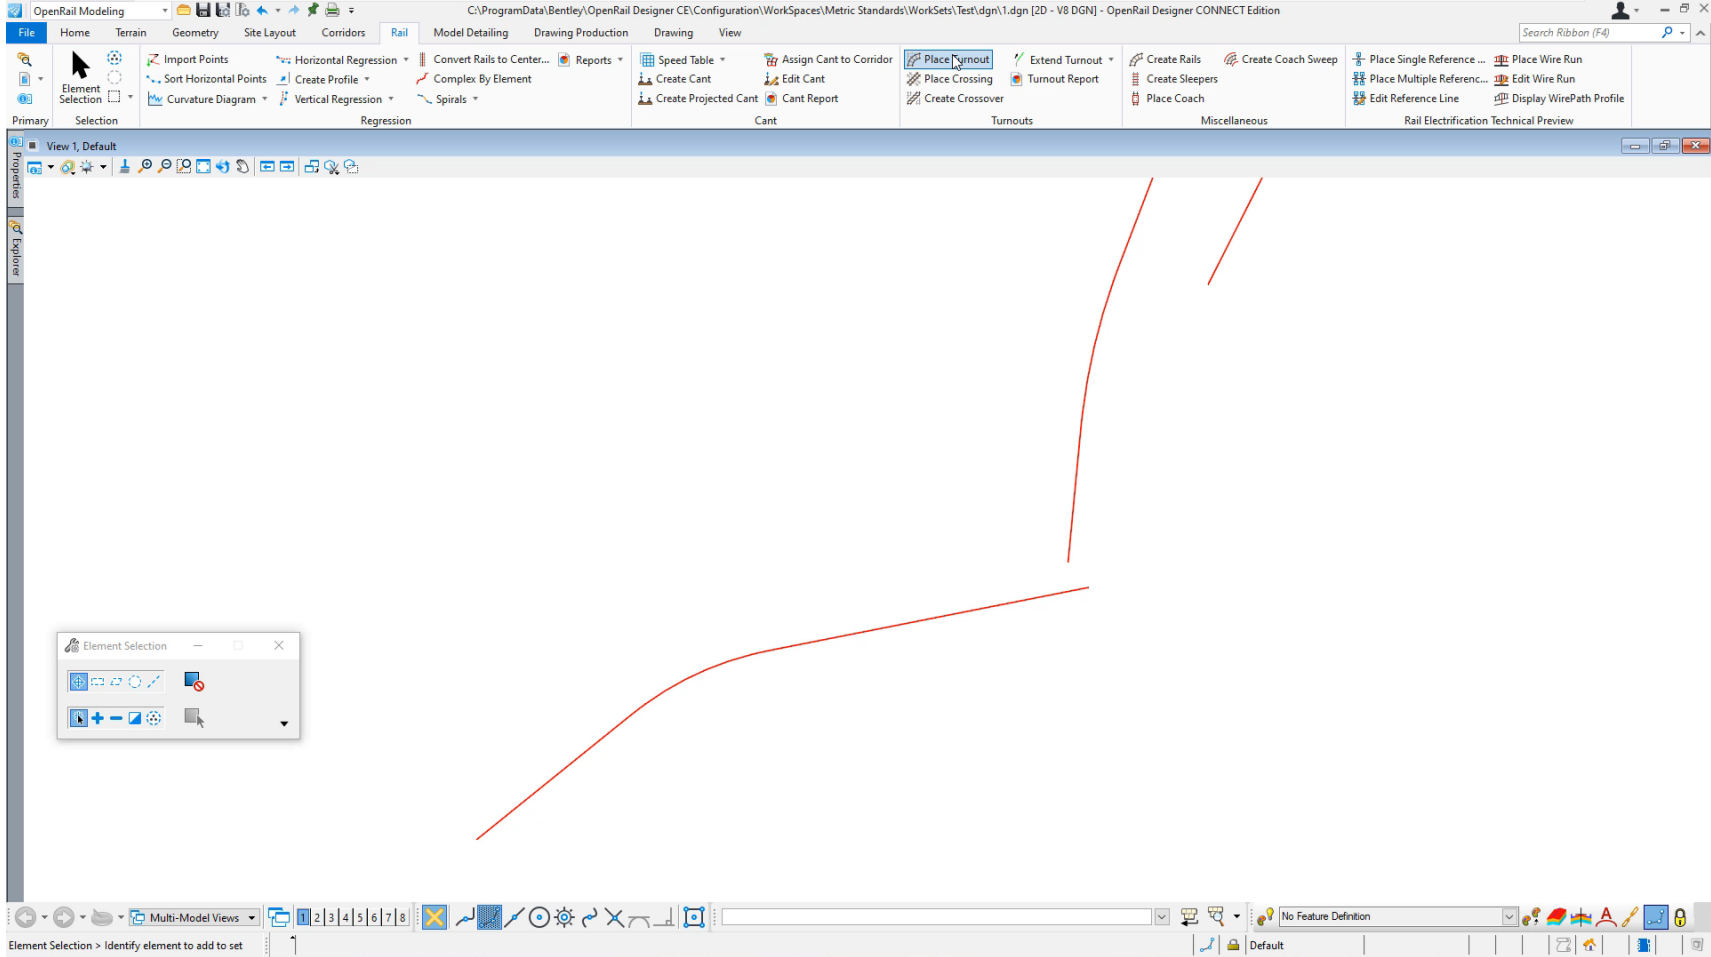 OpenRail Modeling
C:\ProgramData\Bentley\OpenRail Designer CE\Configuration\WorkSpaces\Metric Standards\WorkSets\Test\dgn\1.dgn [2D - V8 DGN] - OpenRail Designer CONNECT Edition
File Home Terrain Geometry Site Layout Corridors Rail Model Detailing Drawing Production Drawing View Search Ribbon (F4)
Import Points Horizontal Regression Convert Rails to Center... Reports Speed Table Assign Cant to Corridor Place Turnout Extend Turnout Create Rails Create Coach Sweep Place Single Reference ... Place Wire Run
Element Selection Sort Horizontal Points Create Profile Complex By Element Create Cant Edit Cant Place Crossing Turnout Report Create Sleepers Place Multiple Referenc... Edit Wire Run
Curvature Diagram Vertical Regression Spirals Create Projected Cant Cant Report Create Crossover Place Coach Edit Reference Line Display WirePath Profile
Primary Selection Regression Cant Turnouts Miscellaneous Rail Electrification Technical Preview
View 1, Default
Properties
Explorer
Element Selection
Multi-Model Views 1 2 3 4 5 6 7 8 No Feature Definition
Element Selection > Identify element to add to set Default